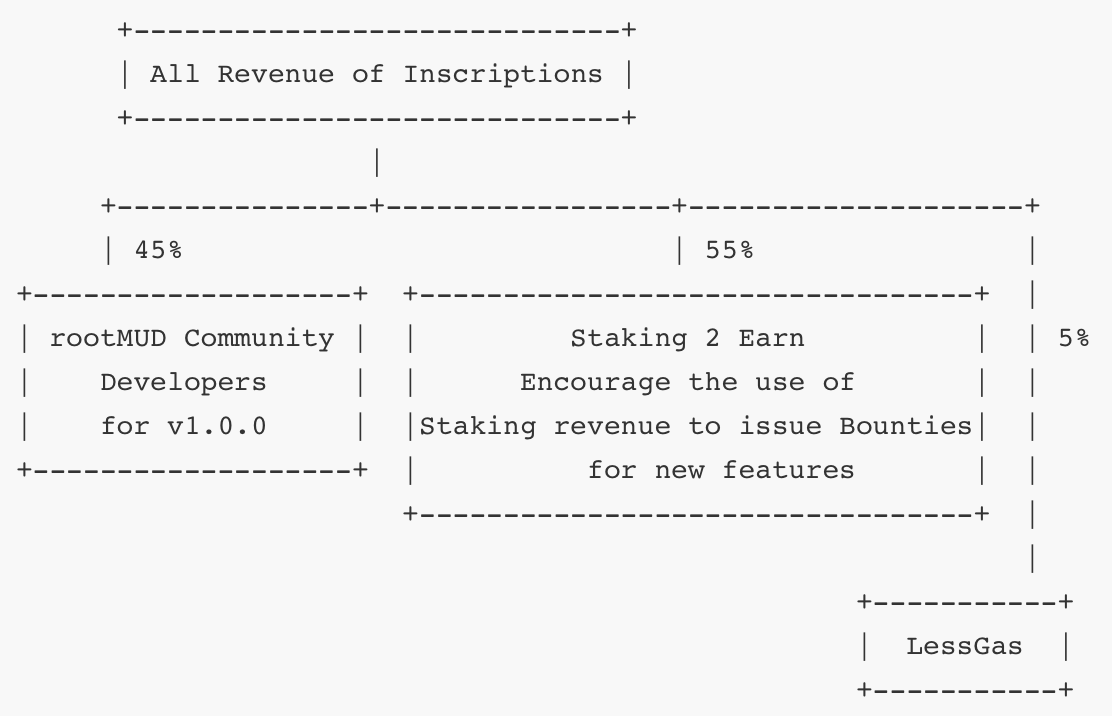 All Revenue of Inscriptions
45%
55%
rootMUD Community
Developers
for v1.0.0
Staking 2 Earn
Encourage the use of
Staking revenue to issue Bounties
for new features
5%
LessGas